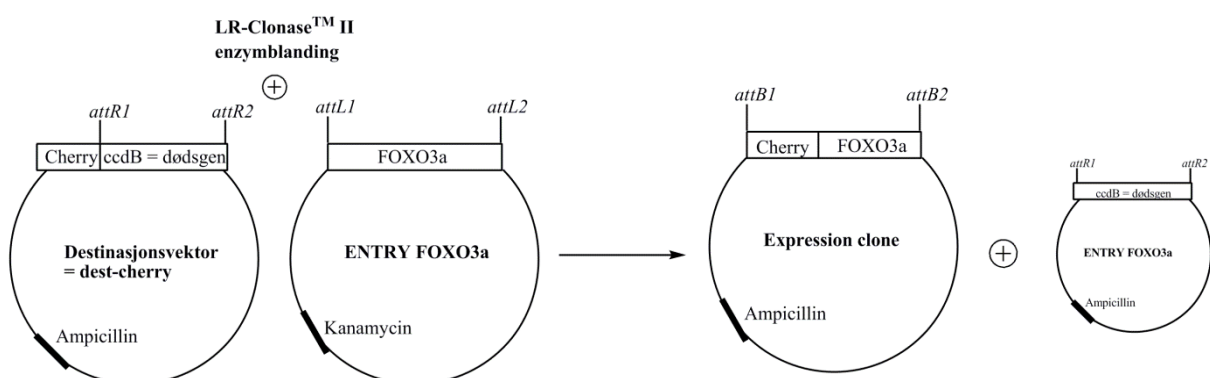 LR-Clonase™ II
enzymblanding
attR1
attR2
attL1
attL2
attB1
attB2
attR1
attR2
Cherry
ccdB = dødsgen
FOXO3a
Cherry
FOXO3a
ccdB = dødsgen
Destinasjonsvektor
= dest-cherry
ENTRY FOXO3a
Expression clone
ENTRY FOXO3a
Ampicillin
Kanamycin
Ampicillin
Ampicillin